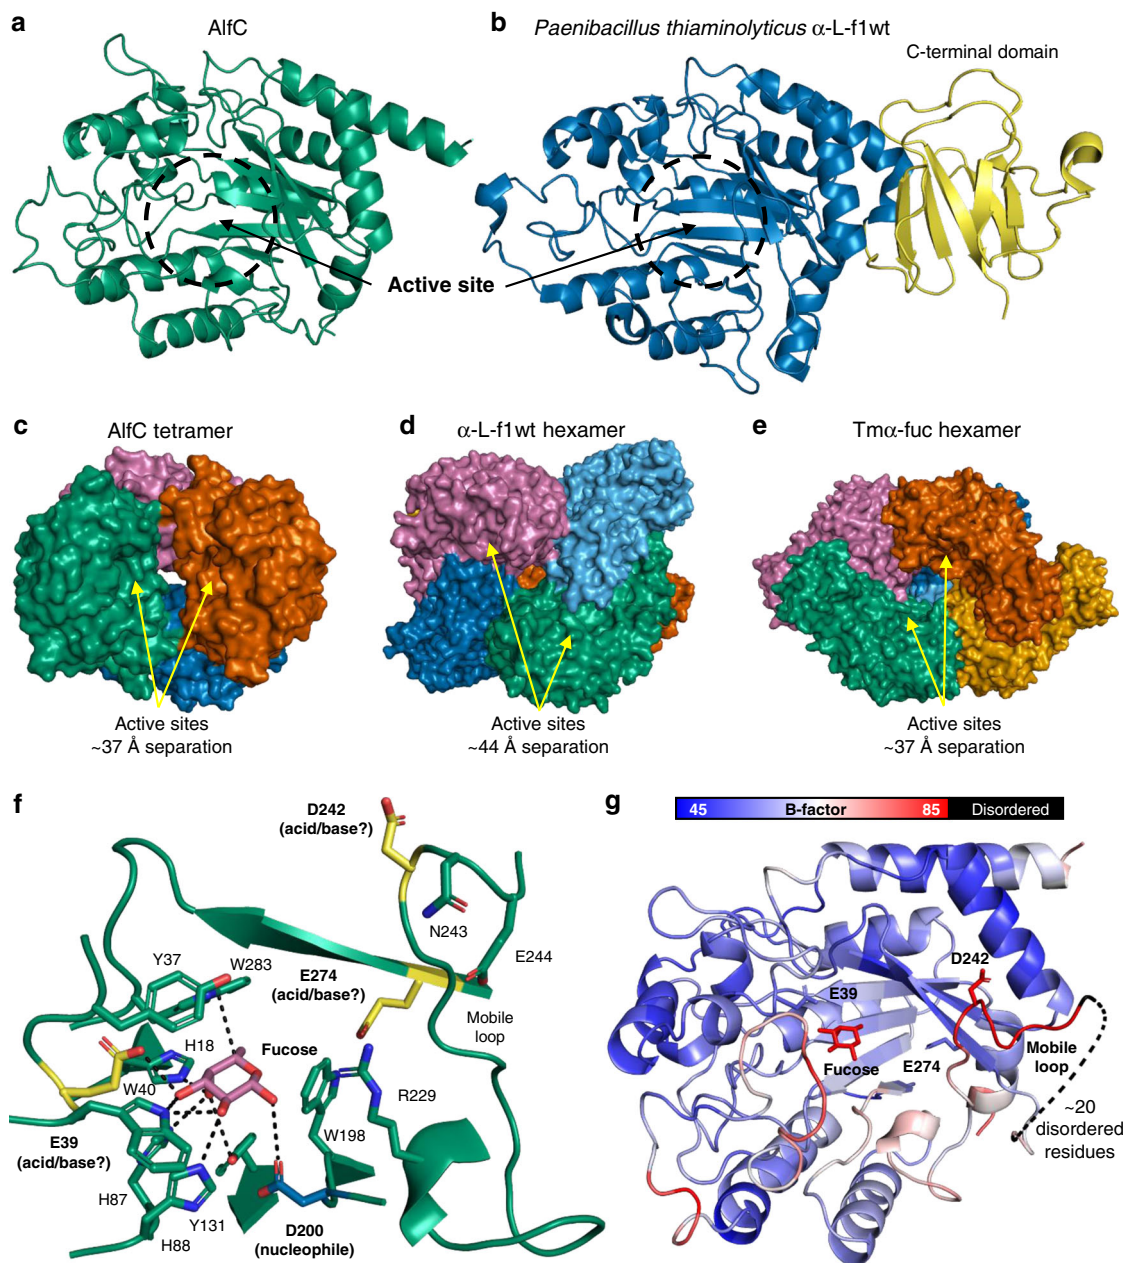 a
AlfC
b
Paenibacillus thiaminolyticus α-L-f1wt
C-terminal domain
Active site
c
AlfC tetramer
d
α-L-f1wt hexamer
e
Tmα-fuc hexamer
Active sites
~37 Å separation
Active sites
~44 Å separation
Active sites
~37 Å separation
f
D242
(acid/base?)
N243
E244
Y37
W283
E274
(acid/base?)
Mobile
loop
H18
Fucose
W40
R229
E39
(acid/base?)
W198
H87
Y131
H88
D200
(nucleophile)
g
45
B-factor
85
Disordered
D242
E39
Fucose
E274
Mobile
loop
~20
disordered
residues